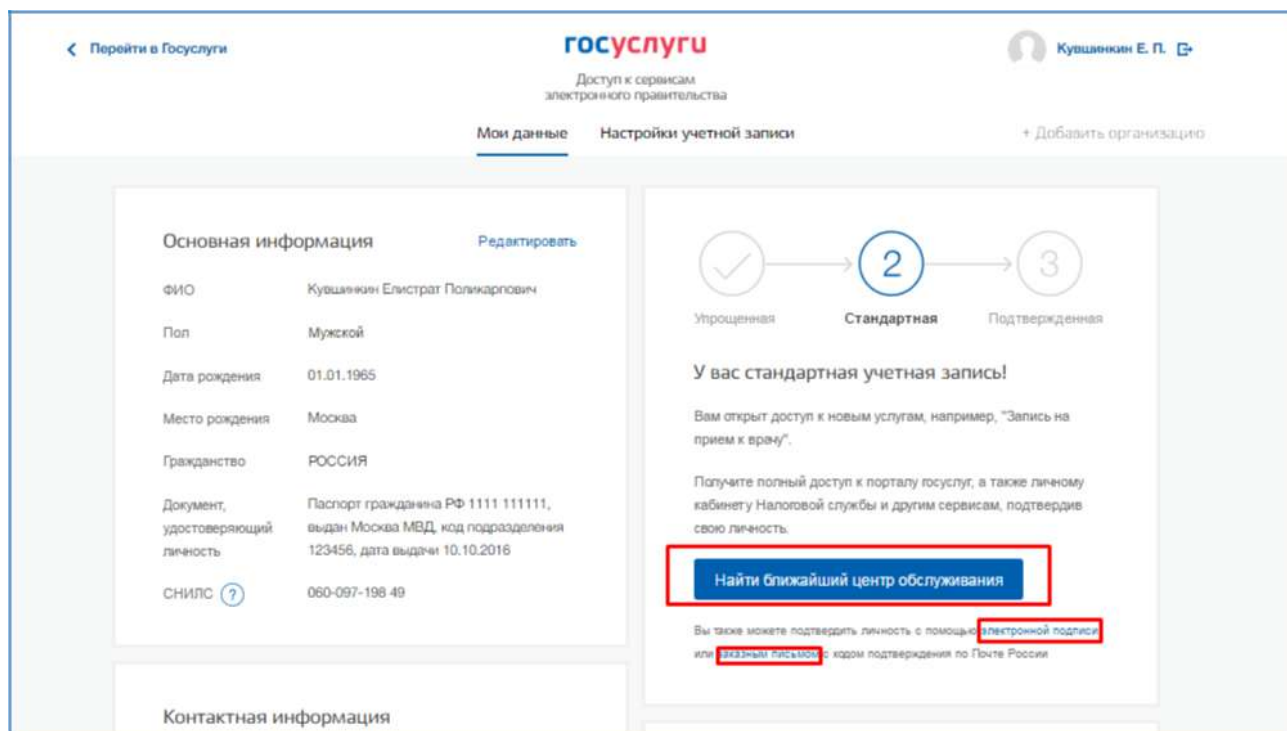 Перейти в Госуслуги
госуслуги
Кувшинкин Е. П.
Доступ к сервисам
электронного правительства
Мои данные
Настройки учетной записи
+ Добавить организацию
Основная информация
Редактировать
ФИО
Кувшинкин Елистрат Поликарпович
Пол
Мужской
Дата рождения
01.01.1965
Место рождения
Москва
Гражданство
РОССИЯ
Документ,
удостоверяющий
личность
Паспорт гражданина РФ 1111 111111,
выдан Москва МВД, код подразделения
123456, дата выдачи 10.10.2016
СНИЛС ?
060-097-198 49
Контактная информация
2
3
Упрощенная
Стандартная
Подтвержденная
У вас стандартная учетная запись!
Вам открыт доступ к новым услугам, например, "Запись на
прием к врачу".
Получите полный доступ к порталу госуслуг, а также личному
кабинету Налоговой службы и другим сервисам, подтвердив
свою личность.
Найти ближайший центр обслуживания
Вы также можете подтвердить личность с помощью электронной подписи
или заказным письмом с кодом подтверждения по Почте России